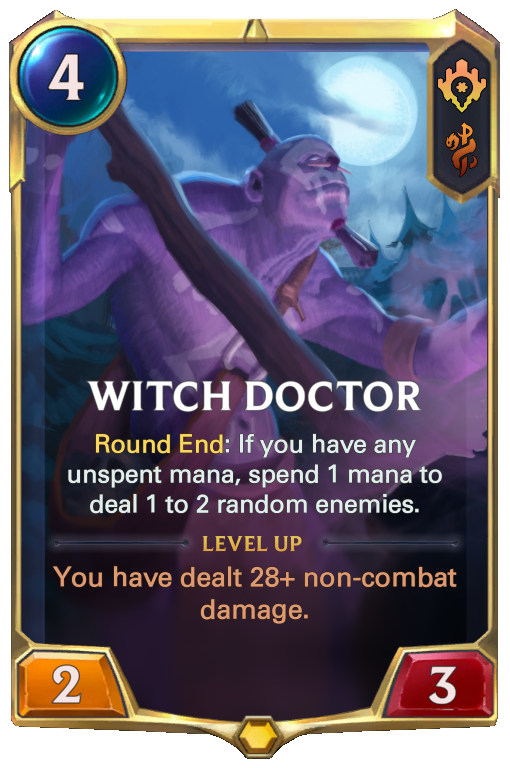 4
WITCH DOCTOR
Round End: If you have any
unspent mana, spend 1 mana to
deal 1 to 2 random enemies.
LEVEL UP
You have dealt 28+ non-combat
damage.
2
3